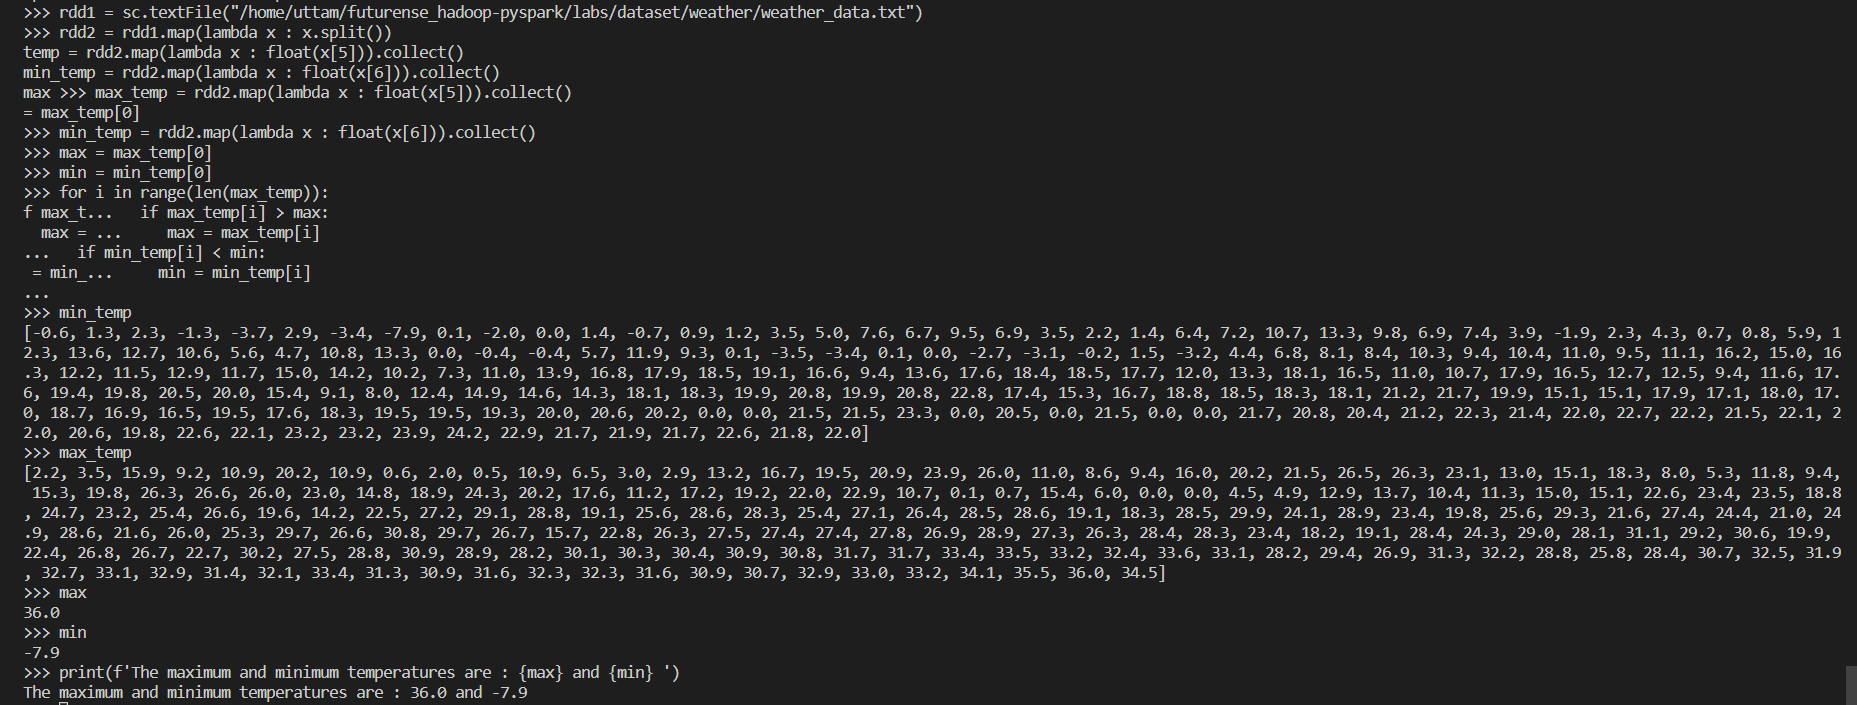 >>> rdd1 = sc.textFile("/home/uttam/futurense_hadoop-pyspark/labs/dataset/weather/weather_data.txt")
>>> rdd2 = rdd1.map(lambda x : x.split())
temp = rdd2.map(lambda x : float(x[5])).collect()
min_temp = rdd2.map(lambda x : float(x[6])).collect()
max >>> max_temp = rdd2.map(lambda x : float(x[5])).collect()
= max_temp[0]
>>> min_temp = rdd2.map(lambda x : float(x[6])).collect()
>>> max = max_temp[0]
>>> min = min_temp[0]
>>> for i in range(len(max_temp)):
f max_t...   if max_temp[i] > max:
  max = ...     max = max_temp[i]
...   if min_temp[i] < min:
 = min_...     min = min_temp[i]
...
>>> min_temp
[-0.6, 1.3, 2.3, -1.3, -3.7, 2.9, -3.4, -7.9, 0.1, -2.0, 0.0, 1.4, -0.7, 0.9, 1.2, 3.5, 5.0, 7.6, 6.7, 9.5, 6.9, 3.5, 2.2, 1.4, 6.4, 7.2, 10.7, 13.3, 9.8, 6.9, 7.4, 3.9, -1.9, 2.3, 4.3, 0.7, 0.8, 5.9, 1
2.3, 13.6, 12.7, 10.6, 5.6, 4.7, 10.8, 13.3, 0.0, -0.4, -0.4, 5.7, 11.9, 9.3, 0.1, -3.5, -3.4, 0.1, 0.0, -2.7, -3.1, -0.2, 1.5, -3.2, 4.4, 6.8, 8.1, 8.4, 10.3, 9.4, 10.4, 11.0, 9.5, 11.1, 16.2, 15.0, 16
.3, 12.2, 11.5, 12.9, 11.7, 15.0, 14.2, 10.2, 7.3, 11.0, 13.9, 16.8, 17.9, 18.5, 19.1, 16.6, 9.4, 13.6, 17.6, 18.4, 18.5, 17.7, 12.0, 13.3, 18.1, 16.5, 11.0, 10.7, 17.9, 16.5, 12.7, 12.5, 9.4, 11.6, 17.
6, 19.4, 19.8, 20.5, 20.0, 15.4, 9.1, 8.0, 12.4, 14.9, 14.6, 14.3, 18.1, 18.3, 19.9, 20.8, 19.9, 20.8, 22.8, 17.4, 15.3, 16.7, 18.8, 18.5, 18.3, 18.1, 21.2, 21.7, 19.9, 15.1, 15.1, 17.9, 17.1, 18.0, 17.
0, 18.7, 16.9, 16.5, 19.5, 17.6, 18.3, 19.5, 19.5, 19.3, 20.0, 20.6, 20.2, 0.0, 0.0, 21.5, 21.5, 23.3, 0.0, 20.5, 0.0, 21.5, 0.0, 0.0, 21.7, 20.8, 20.4, 21.2, 22.3, 21.4, 22.0, 22.7, 22.2, 21.5, 22.1, 2
2.0, 20.6, 19.8, 22.6, 22.1, 23.2, 23.2, 23.9, 24.2, 22.9, 21.7, 21.9, 21.7, 22.6, 21.8, 22.0]
>>> max_temp
[2.2, 3.5, 15.9, 9.2, 10.9, 20.2, 10.9, 0.6, 2.0, 0.5, 10.9, 6.5, 3.0, 2.9, 13.2, 16.7, 19.5, 20.9, 23.9, 26.0, 11.0, 8.6, 9.4, 16.0, 20.2, 21.5, 26.5, 26.3, 23.1, 13.0, 15.1, 18.3, 8.0, 5.3, 11.8, 9.4,
 15.3, 19.8, 26.3, 26.6, 26.0, 23.0, 14.8, 18.9, 24.3, 20.2, 17.6, 11.2, 17.2, 19.2, 22.0, 22.9, 10.7, 0.1, 0.7, 15.4, 6.0, 0.0, 0.0, 4.5, 4.9, 12.9, 13.7, 10.4, 11.3, 15.0, 15.1, 22.6, 23.4, 23.5, 18.8
, 24.7, 23.2, 25.4, 26.6, 19.6, 14.2, 22.5, 27.2, 29.1, 28.8, 19.1, 25.6, 28.6, 28.3, 25.4, 27.1, 26.4, 28.5, 28.6, 19.1, 18.3, 28.5, 29.9, 24.1, 28.9, 23.4, 19.8, 25.6, 29.3, 21.6, 27.4, 24.4, 21.0, 24
.9, 28.6, 21.6, 26.0, 25.3, 29.7, 26.6, 30.8, 29.7, 26.7, 15.7, 22.8, 26.3, 27.5, 27.4, 27.4, 27.8, 26.9, 28.9, 27.3, 26.3, 28.4, 28.3, 23.4, 18.2, 19.1, 28.4, 24.3, 29.0, 28.1, 31.1, 29.2, 30.6, 19.9,
22.4, 26.8, 26.7, 22.7, 30.2, 27.5, 28.8, 30.9, 28.9, 28.2, 30.1, 30.3, 30.4, 30.9, 30.8, 31.7, 31.7, 33.4, 33.5, 33.2, 32.4, 33.6, 33.1, 28.2, 29.4, 26.9, 31.3, 32.2, 28.8, 25.8, 28.4, 30.7, 32.5, 31.9
, 32.7, 33.1, 32.9, 31.4, 32.1, 33.4, 31.3, 30.9, 31.6, 32.3, 32.3, 31.6, 30.9, 30.7, 32.9, 33.0, 33.2, 34.1, 35.5, 36.0, 34.5]
>>> max
36.0
>>> min
-7.9
>>> print(f'The maximum and minimum temperatures are : {max} and {min} ')
The maximum and minimum temperatures are : 36.0 and -7.9